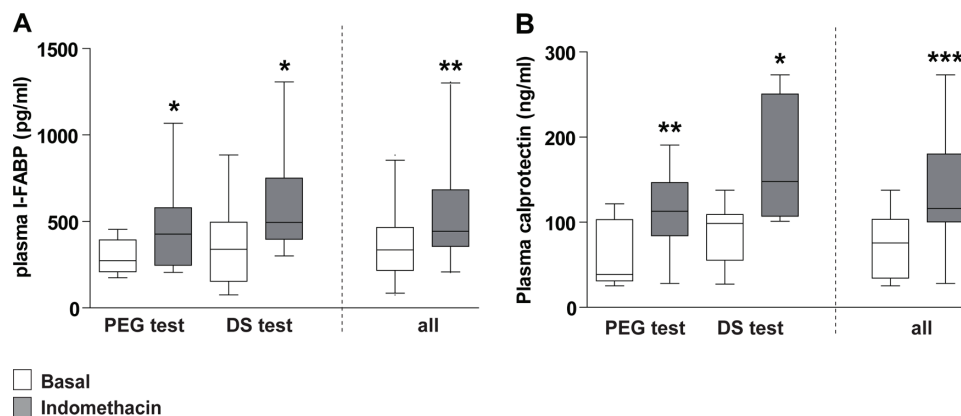 A
plasma I-FABP (pg/ml)
1500
1000
500
0
*
*
**
PEG test
DS test
all
B
Plasma calprotectin (ng/ml)
300
200
100
0
**
*
***
PEG test
DS test
all
Basal
Indomethacin